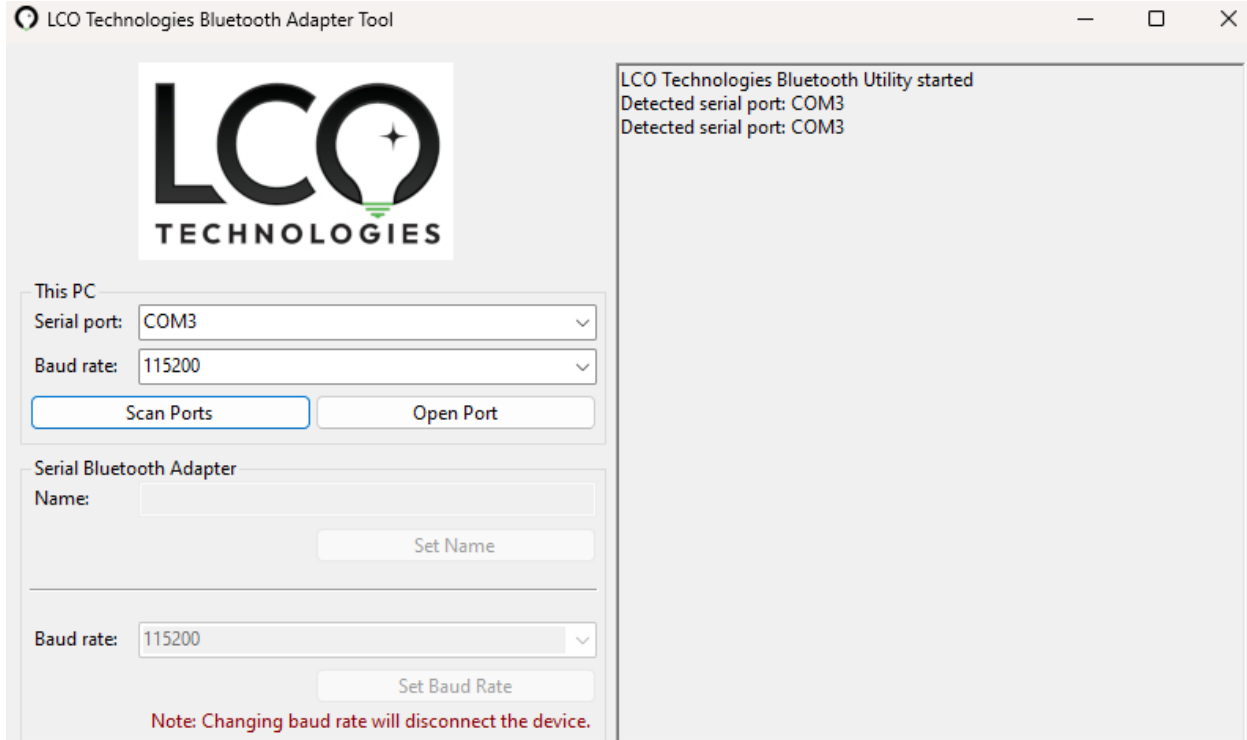 LCO Technologies Bluetooth Adapter Tool
LCO
TECHNOLOGIES
This PC
Serial port: COM3
Baud rate: 115200
Scan Ports Open Port
Serial Bluetooth Adapter
Name:
Set Name
Baud rate: 115200
Set Baud Rate
Note: Changing baud rate will disconnect the device.
LCO Technologies Bluetooth Utility started
Detected serial port: COM3
Detected serial port: COM3